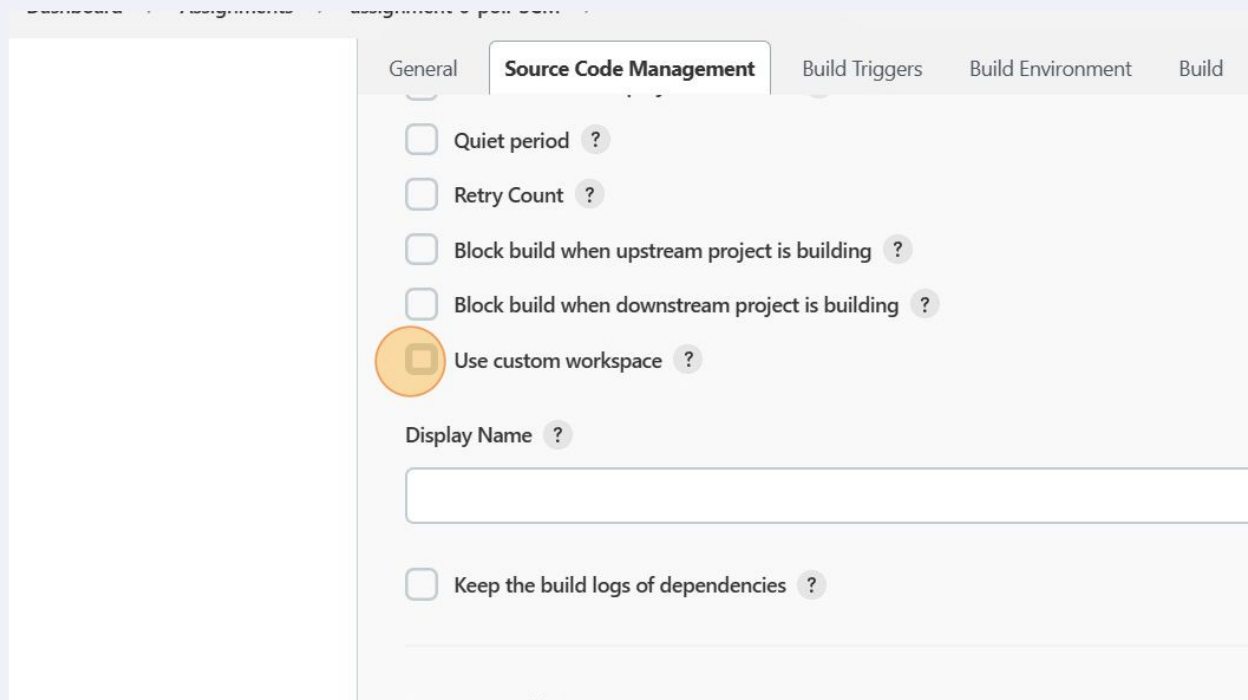 General Source Code Management Build Triggers Build Environment Build
Quiet period ?
Retry Count ?
Block build when upstream project is building ?
Block build when downstream project is building ?
Use custom workspace ?
Display Name ?
Keep the build logs of dependencies ?